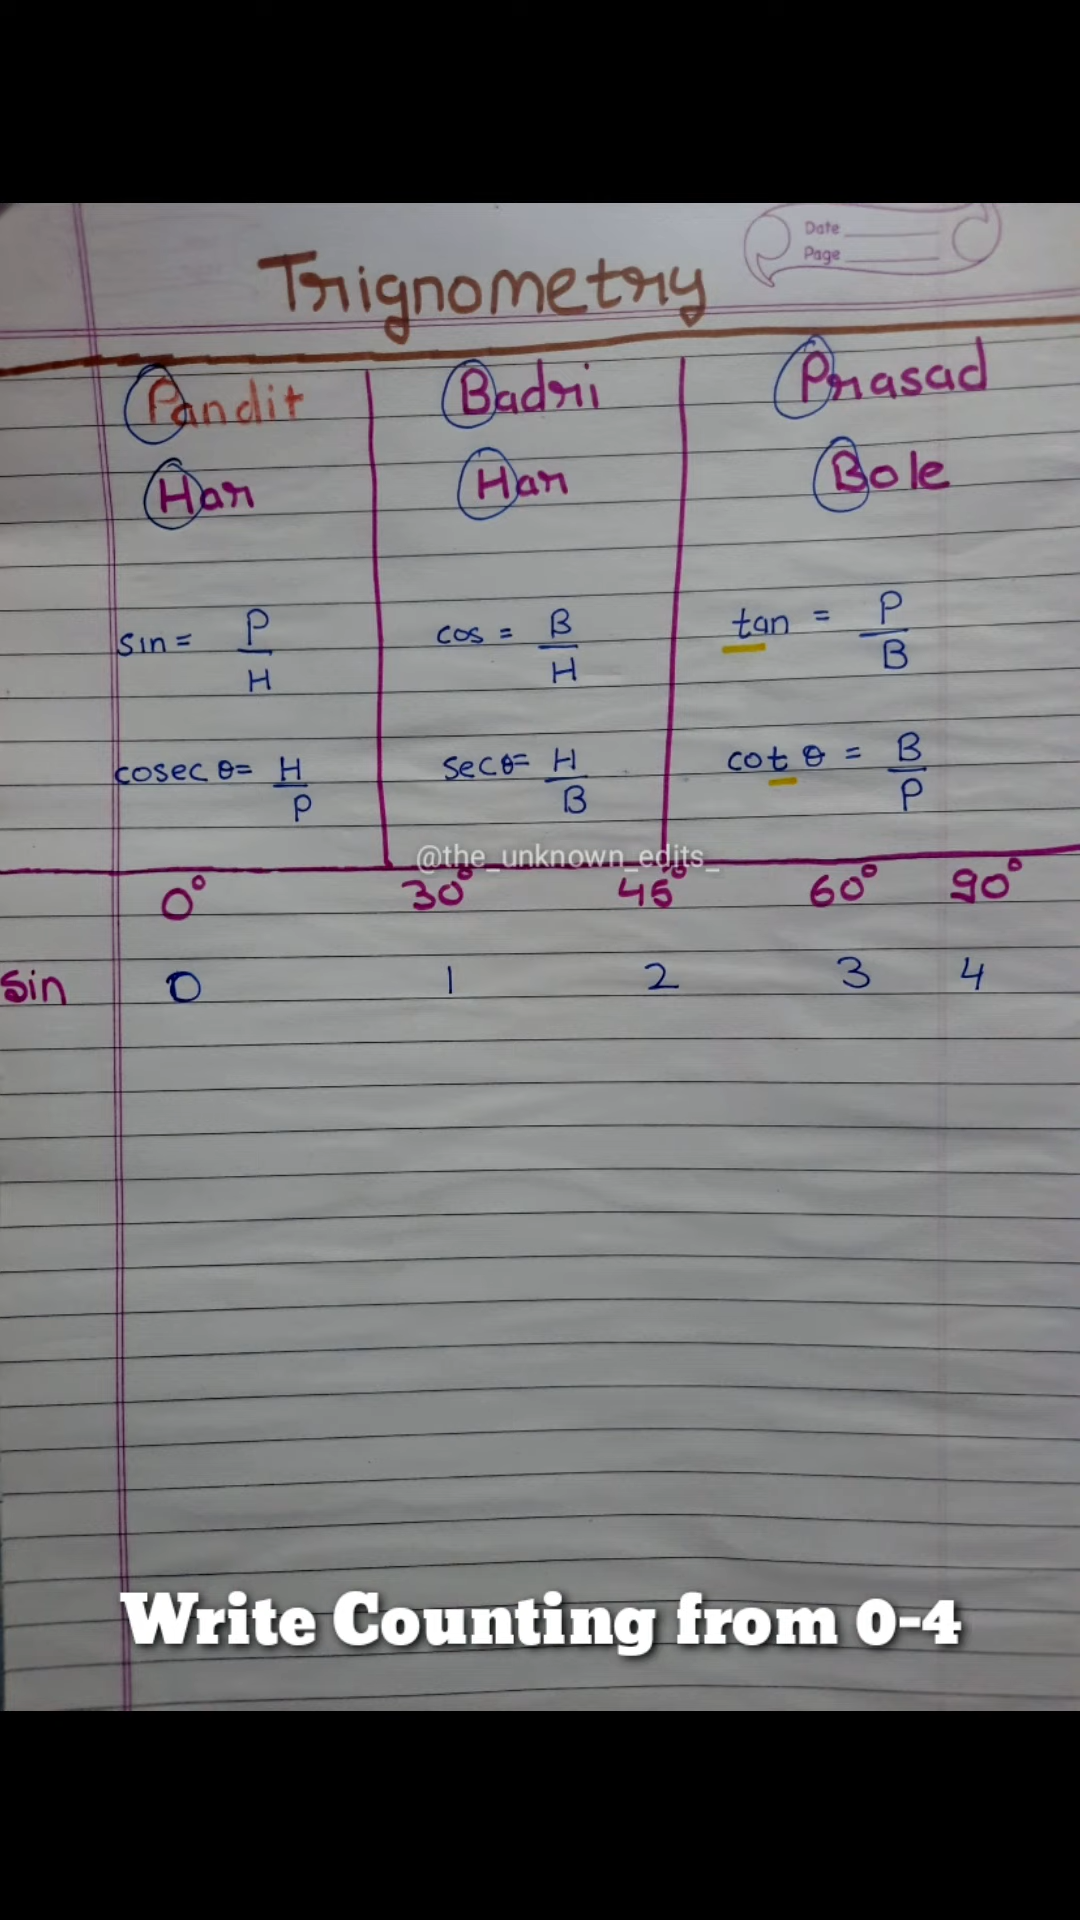 Date
Page
Trignometry
Pandit Badri Prasad
Har Har Bole
sin = P/H cos = B/H tan = P/B
cosec θ = H/P sec θ = H/B cot θ = B/P
@the_unknown_edits_
0° 30° 45° 60° 90°
Sin 0 1 2 3 4
Write Counting from 0-4